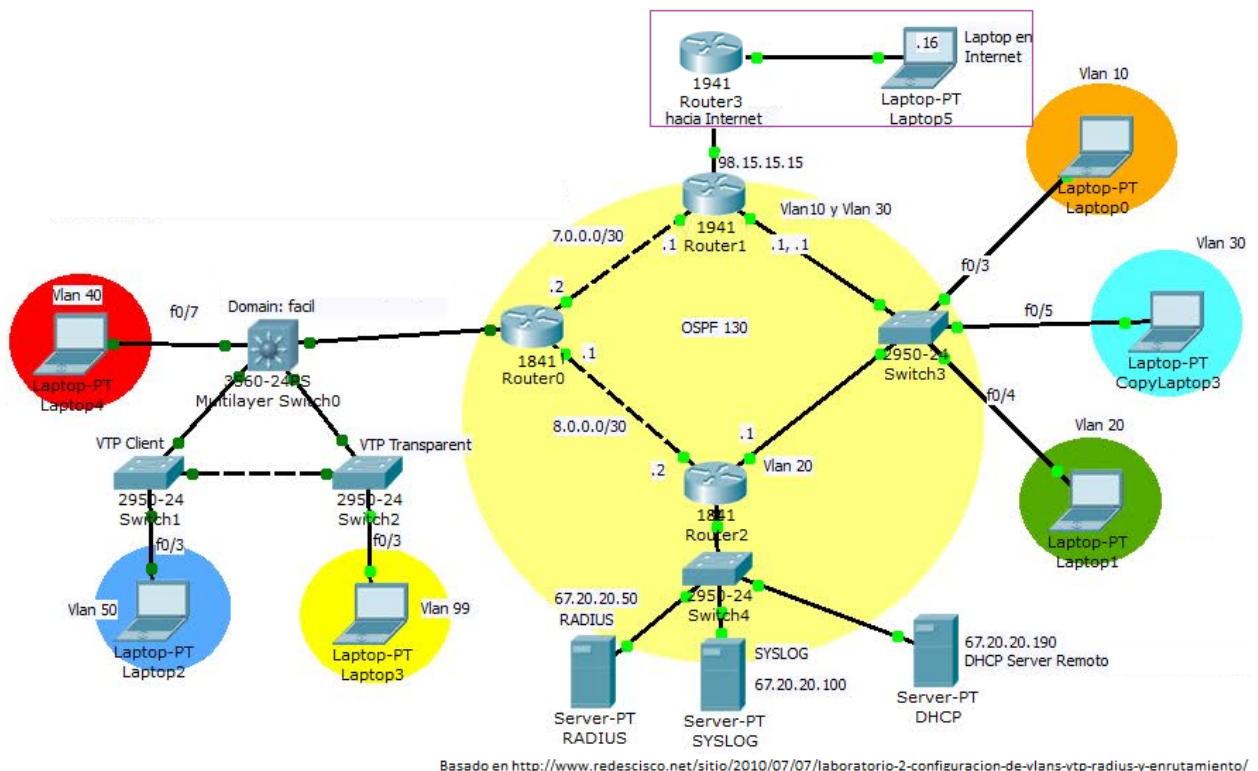 .16
Laptop en
Internet
1941
Router3
hacia Internet
Laptop-PT
Laptop5
Vlan 10
Laptop-PT
Laptop0
98.15.15.15
1941
Router1
Vlan10 y Vlan 30
7.0.0.0/30
.1
.1, .1
.2
f0/3
Vlan 30
f0/5
Laptop-PT
CopyLaptop3
Vlan 40
f0/7
Domain: facil
Laptop-PT
Laptop4
3560-24PS
Multilayer Switch0
1841
Router0
.1
OSPF 130
2950-24
Switch3
f0/4
8.0.0.0/30
.1
.2
Vlan 20
Vlan 20
Laptop-PT
Laptop1
VTP Client
VTP Transparent
2950-24
Switch1
2950-24
Switch2
f0/3
f0/3
Vlan 50
Laptop-PT
Laptop2
Vlan 99
Laptop-PT
Laptop3
1841
Router2
2950-24
Switch4
67.20.20.50
RADIUS
Server-PT
RADIUS
SYSLOG
67.20.20.100
Server-PT
SYSLOG
67.20.20.190
DHCP Server Remoto
Server-PT
DHCP
Basado en http://www.redescisco.net/sitio/2010/07/07/laboratorio-2-configuracion-de-vlans-vtp-radius-y-enrutamiento/